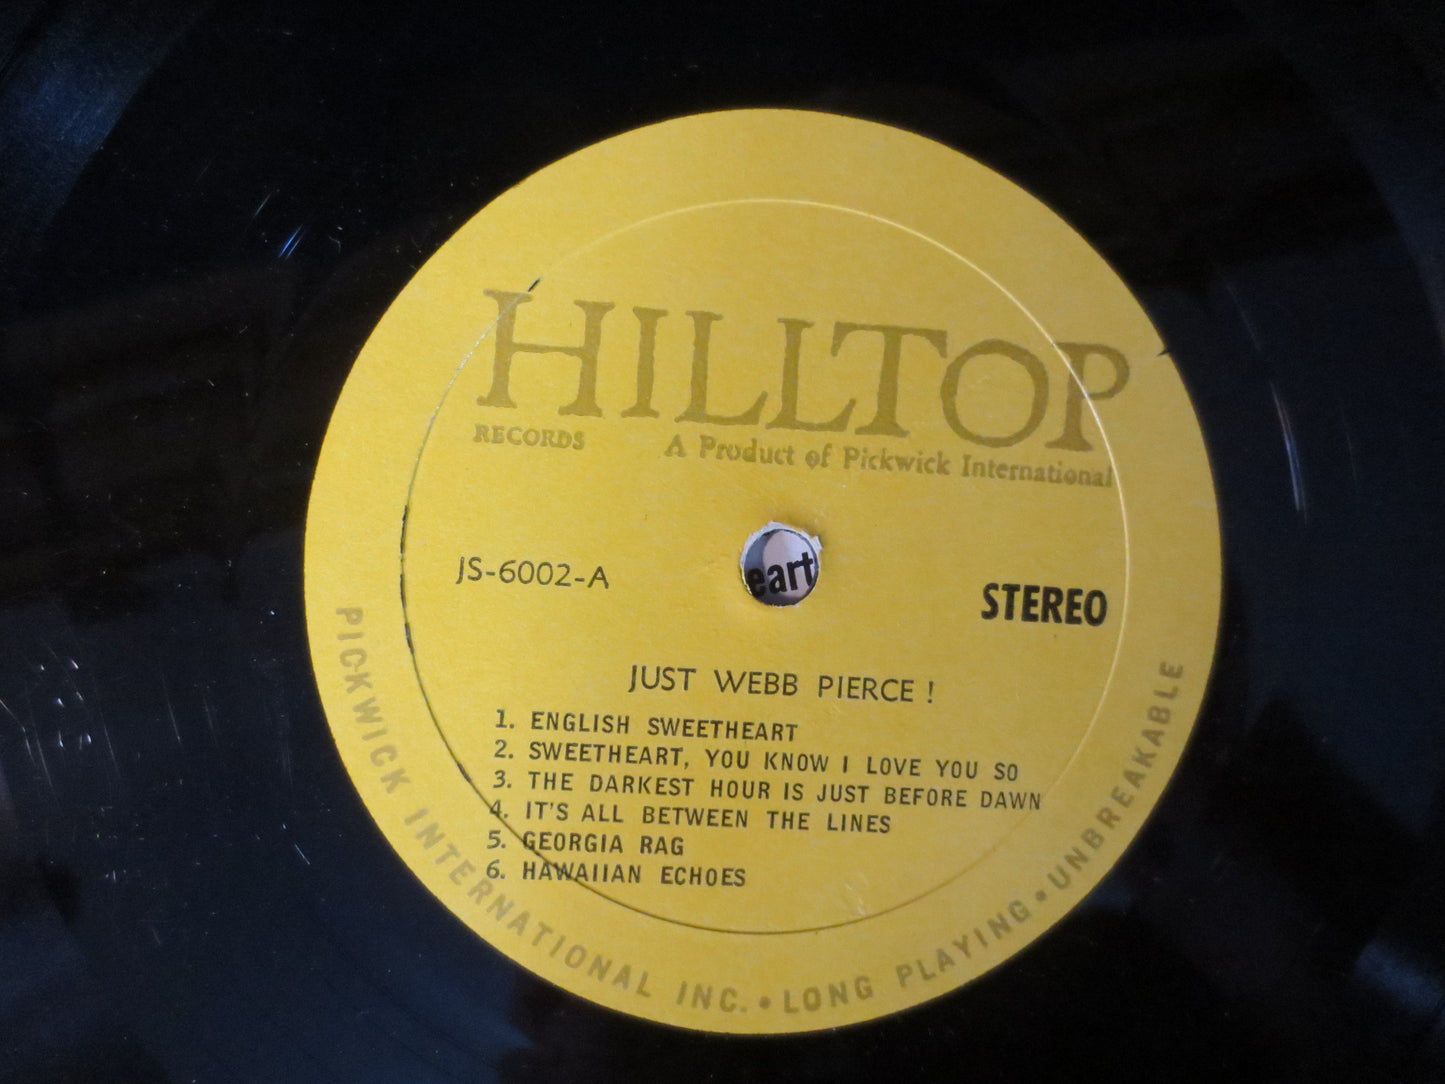 HILLTOP
RECORDS A Product of Pickwick International
eart
JS-6002-A
STEREO
JUST WEBB PIERCE !
1. ENGLISH SWEETHEART
2. SWEETHEART, YOU KNOW I LOVE YOU SO
3. THE DARKEST HOUR IS JUST BEFORE DAWN
4. IT'S ALL BETWEEN THE LINES
5. GEORGIA RAG
6. HAWAIIAN ECHOES
PICKWICK INTERNATIONAL INC. • LONG PLAYING • UNBREAKABLE